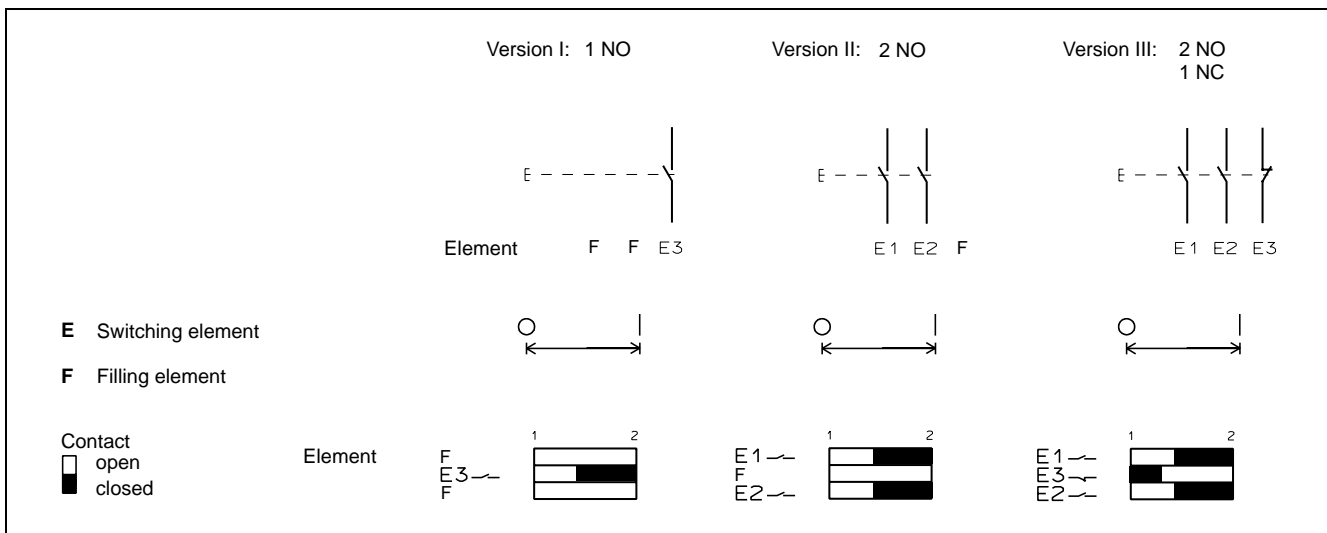 Version I: 1 NO
Version II: 2 NO
Version III: 2 NO
1 NC
E
E
E
Element F F E3
E1 E2 F
E1 E2 E3
E Switching element
F Filling element
O I
O I
O I
Contact
open
closed
Element
1 2
F
E3
F
1 2
E1
F
E2
1 2
E1
E3
E2